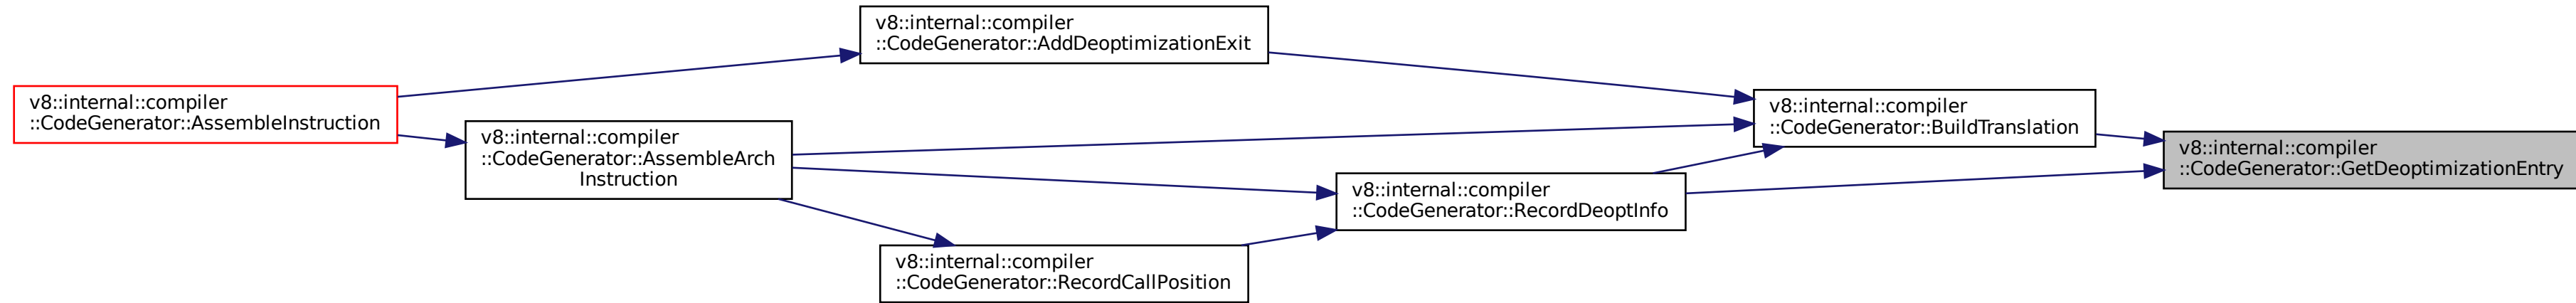 v8::internal::compiler
::CodeGenerator::AddDeoptimizationExit
v8::internal::compiler
::CodeGenerator::AssembleInstruction
v8::internal::compiler
::CodeGenerator::AssembleArch
Instruction
v8::internal::compiler
::CodeGenerator::BuildTranslation
v8::internal::compiler
::CodeGenerator::GetDeoptimizationEntry
v8::internal::compiler
::CodeGenerator::RecordDeoptInfo
v8::internal::compiler
::CodeGenerator::RecordCallPosition